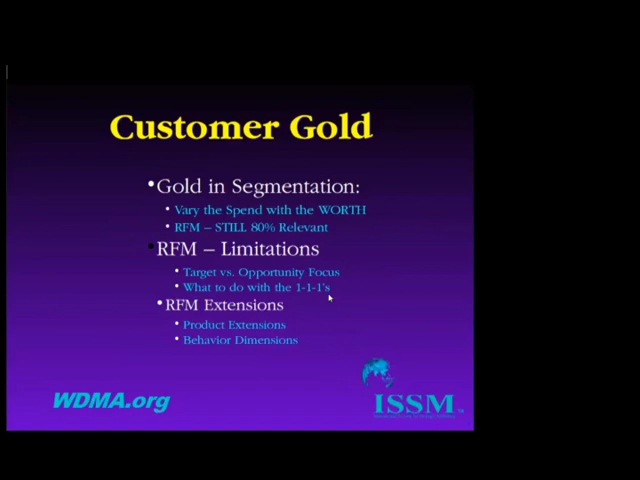 Customer Gold
•Gold in Segmentation:
• Vary the Spend with the WORTH
• RFM – STILL 80% Relevant
•RFM – Limitations
• Target vs. Opportunity Focus
• What to do with the 1-1-1's
•RFM Extensions
• Product Extensions
• Behavior Dimensions
WDMA.org
ISSM